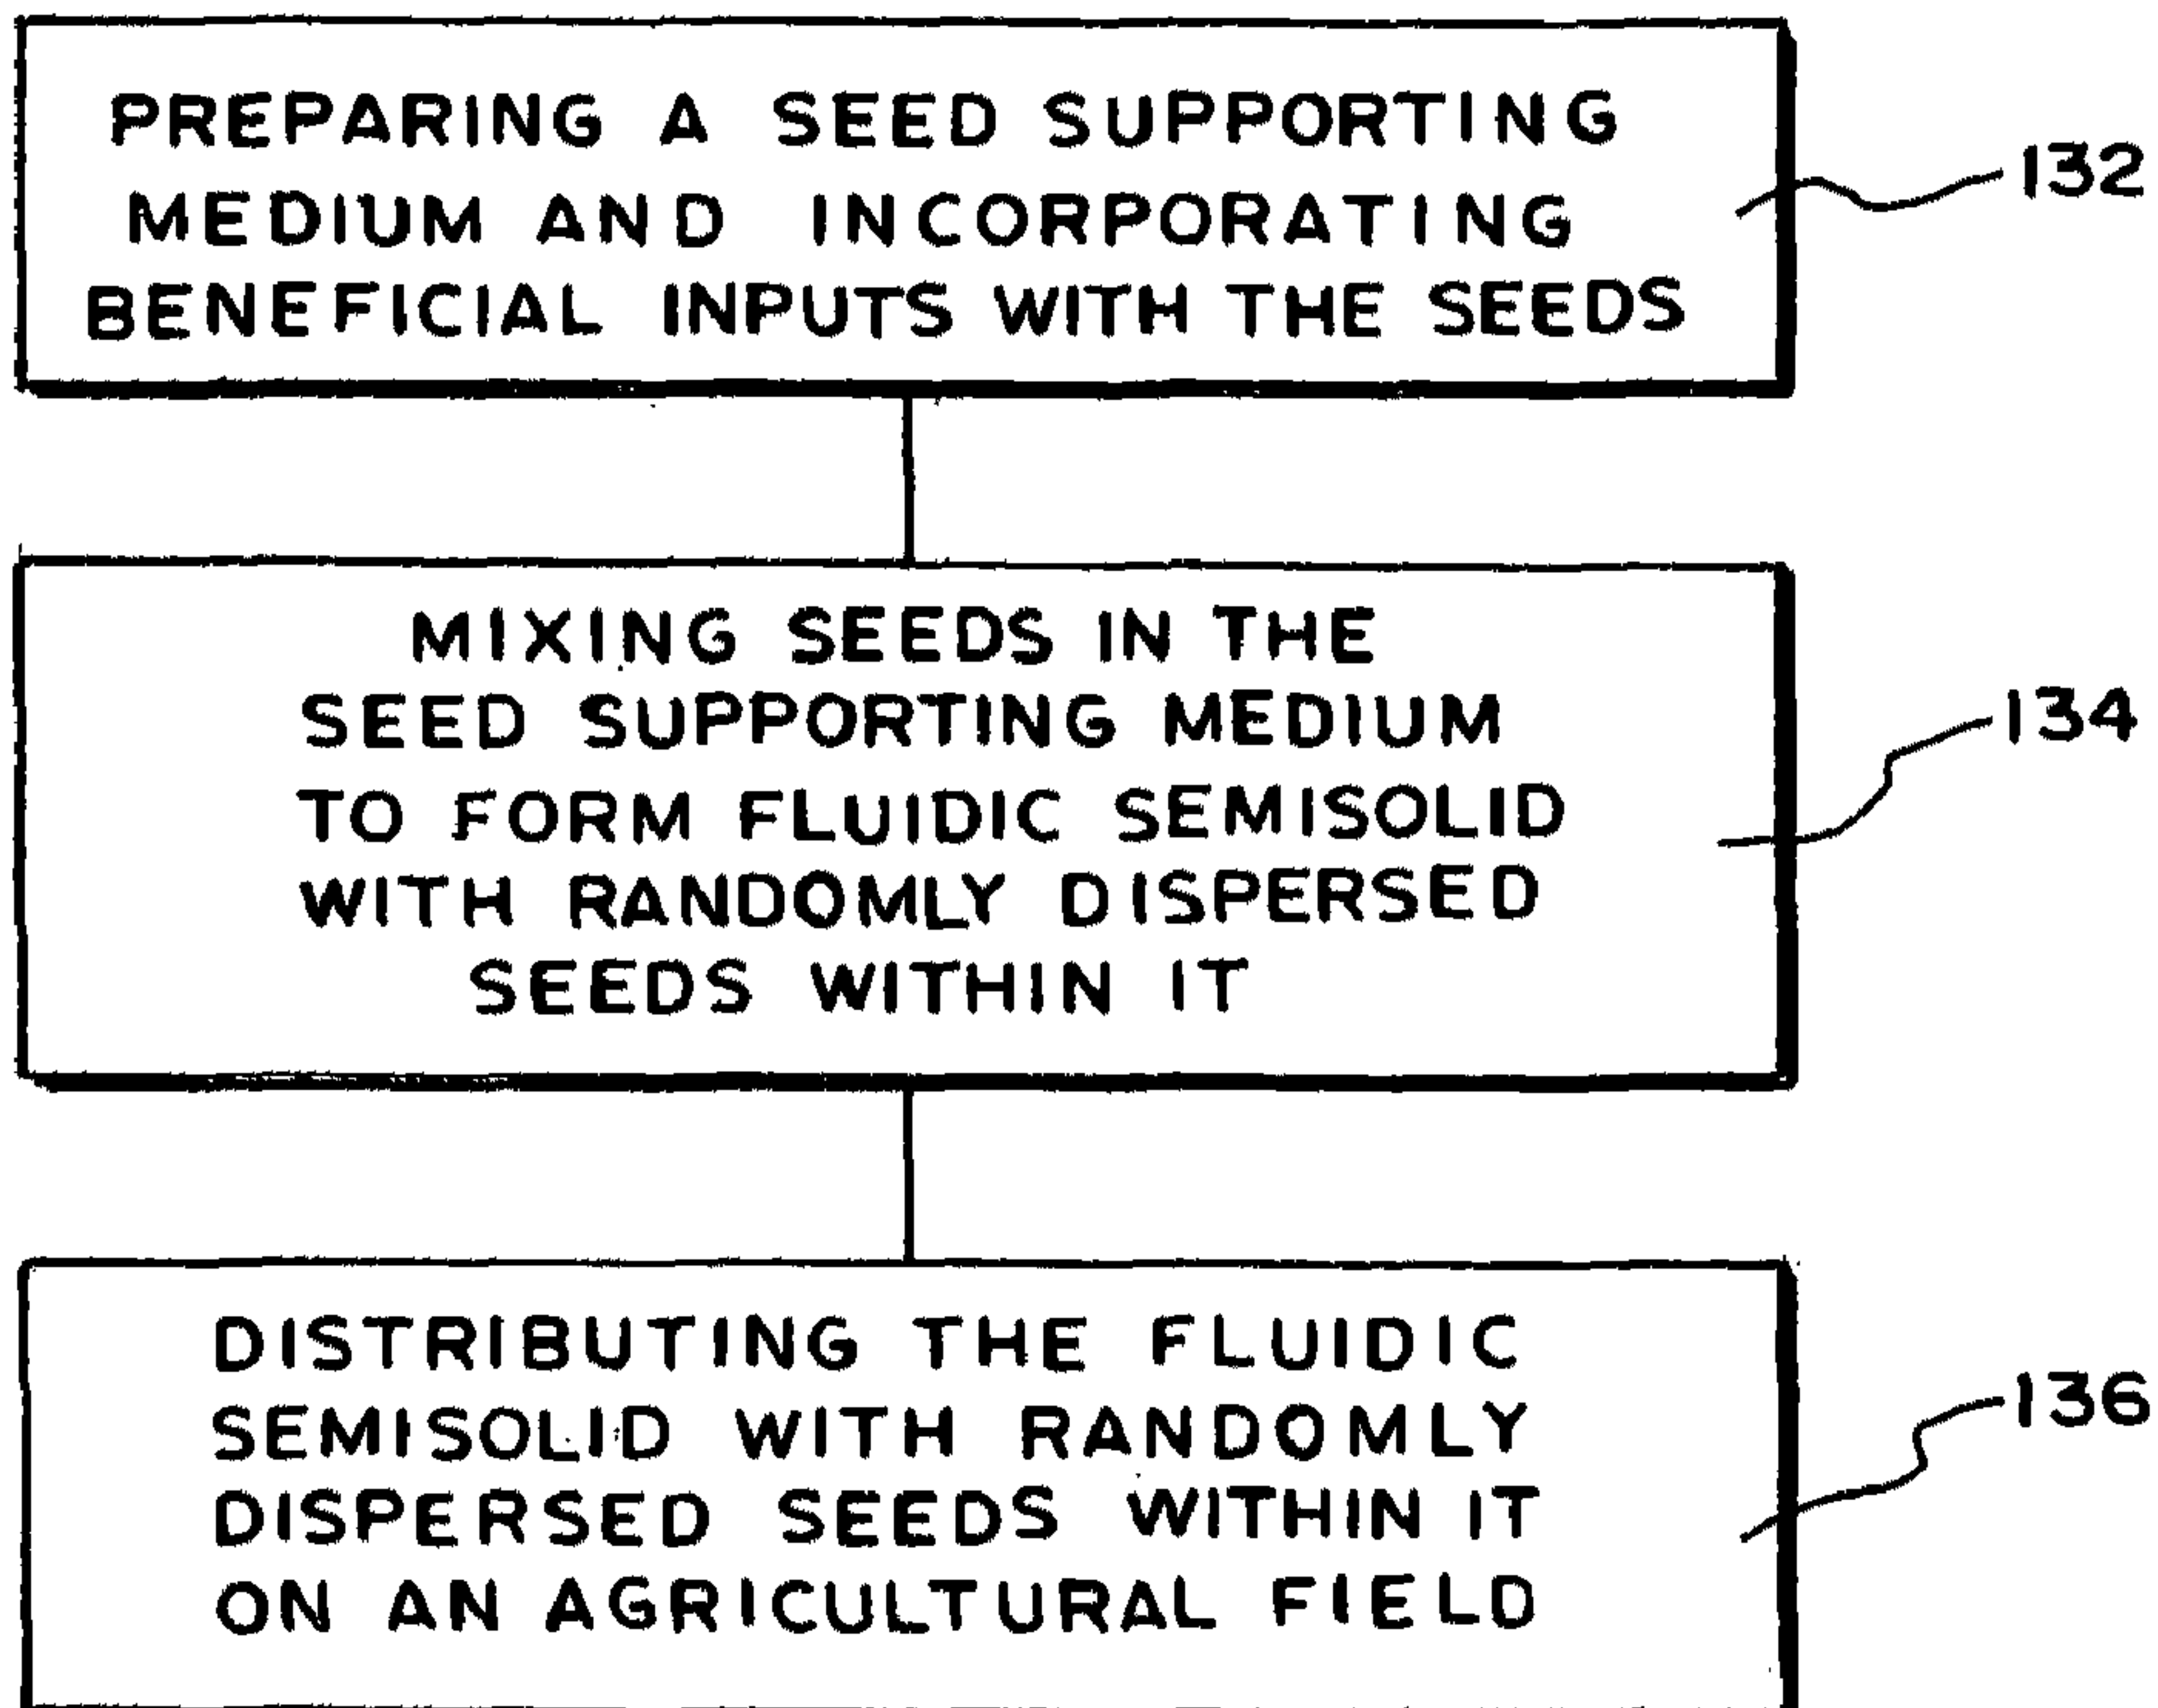 PREPARING A SEED SUPPORTING
MEDIUM AND INCORPORATING
BENEFICIAL INPUTS WITH THE SEEDS
132
MIXING SEEDS IN THE
SEED SUPPORTING MEDIUM
TO FORM FLUIDIC SEMISOLID
WITH RANDOMLY DISPERSED
SEEDS WITHIN IT
134
DISTRIBUTING THE FLUIDIC
SEMISOLID WITH RANDOMLY
DISPERSED SEEDS WITHIN IT
ON AN AGRICULTURAL FIELD
136